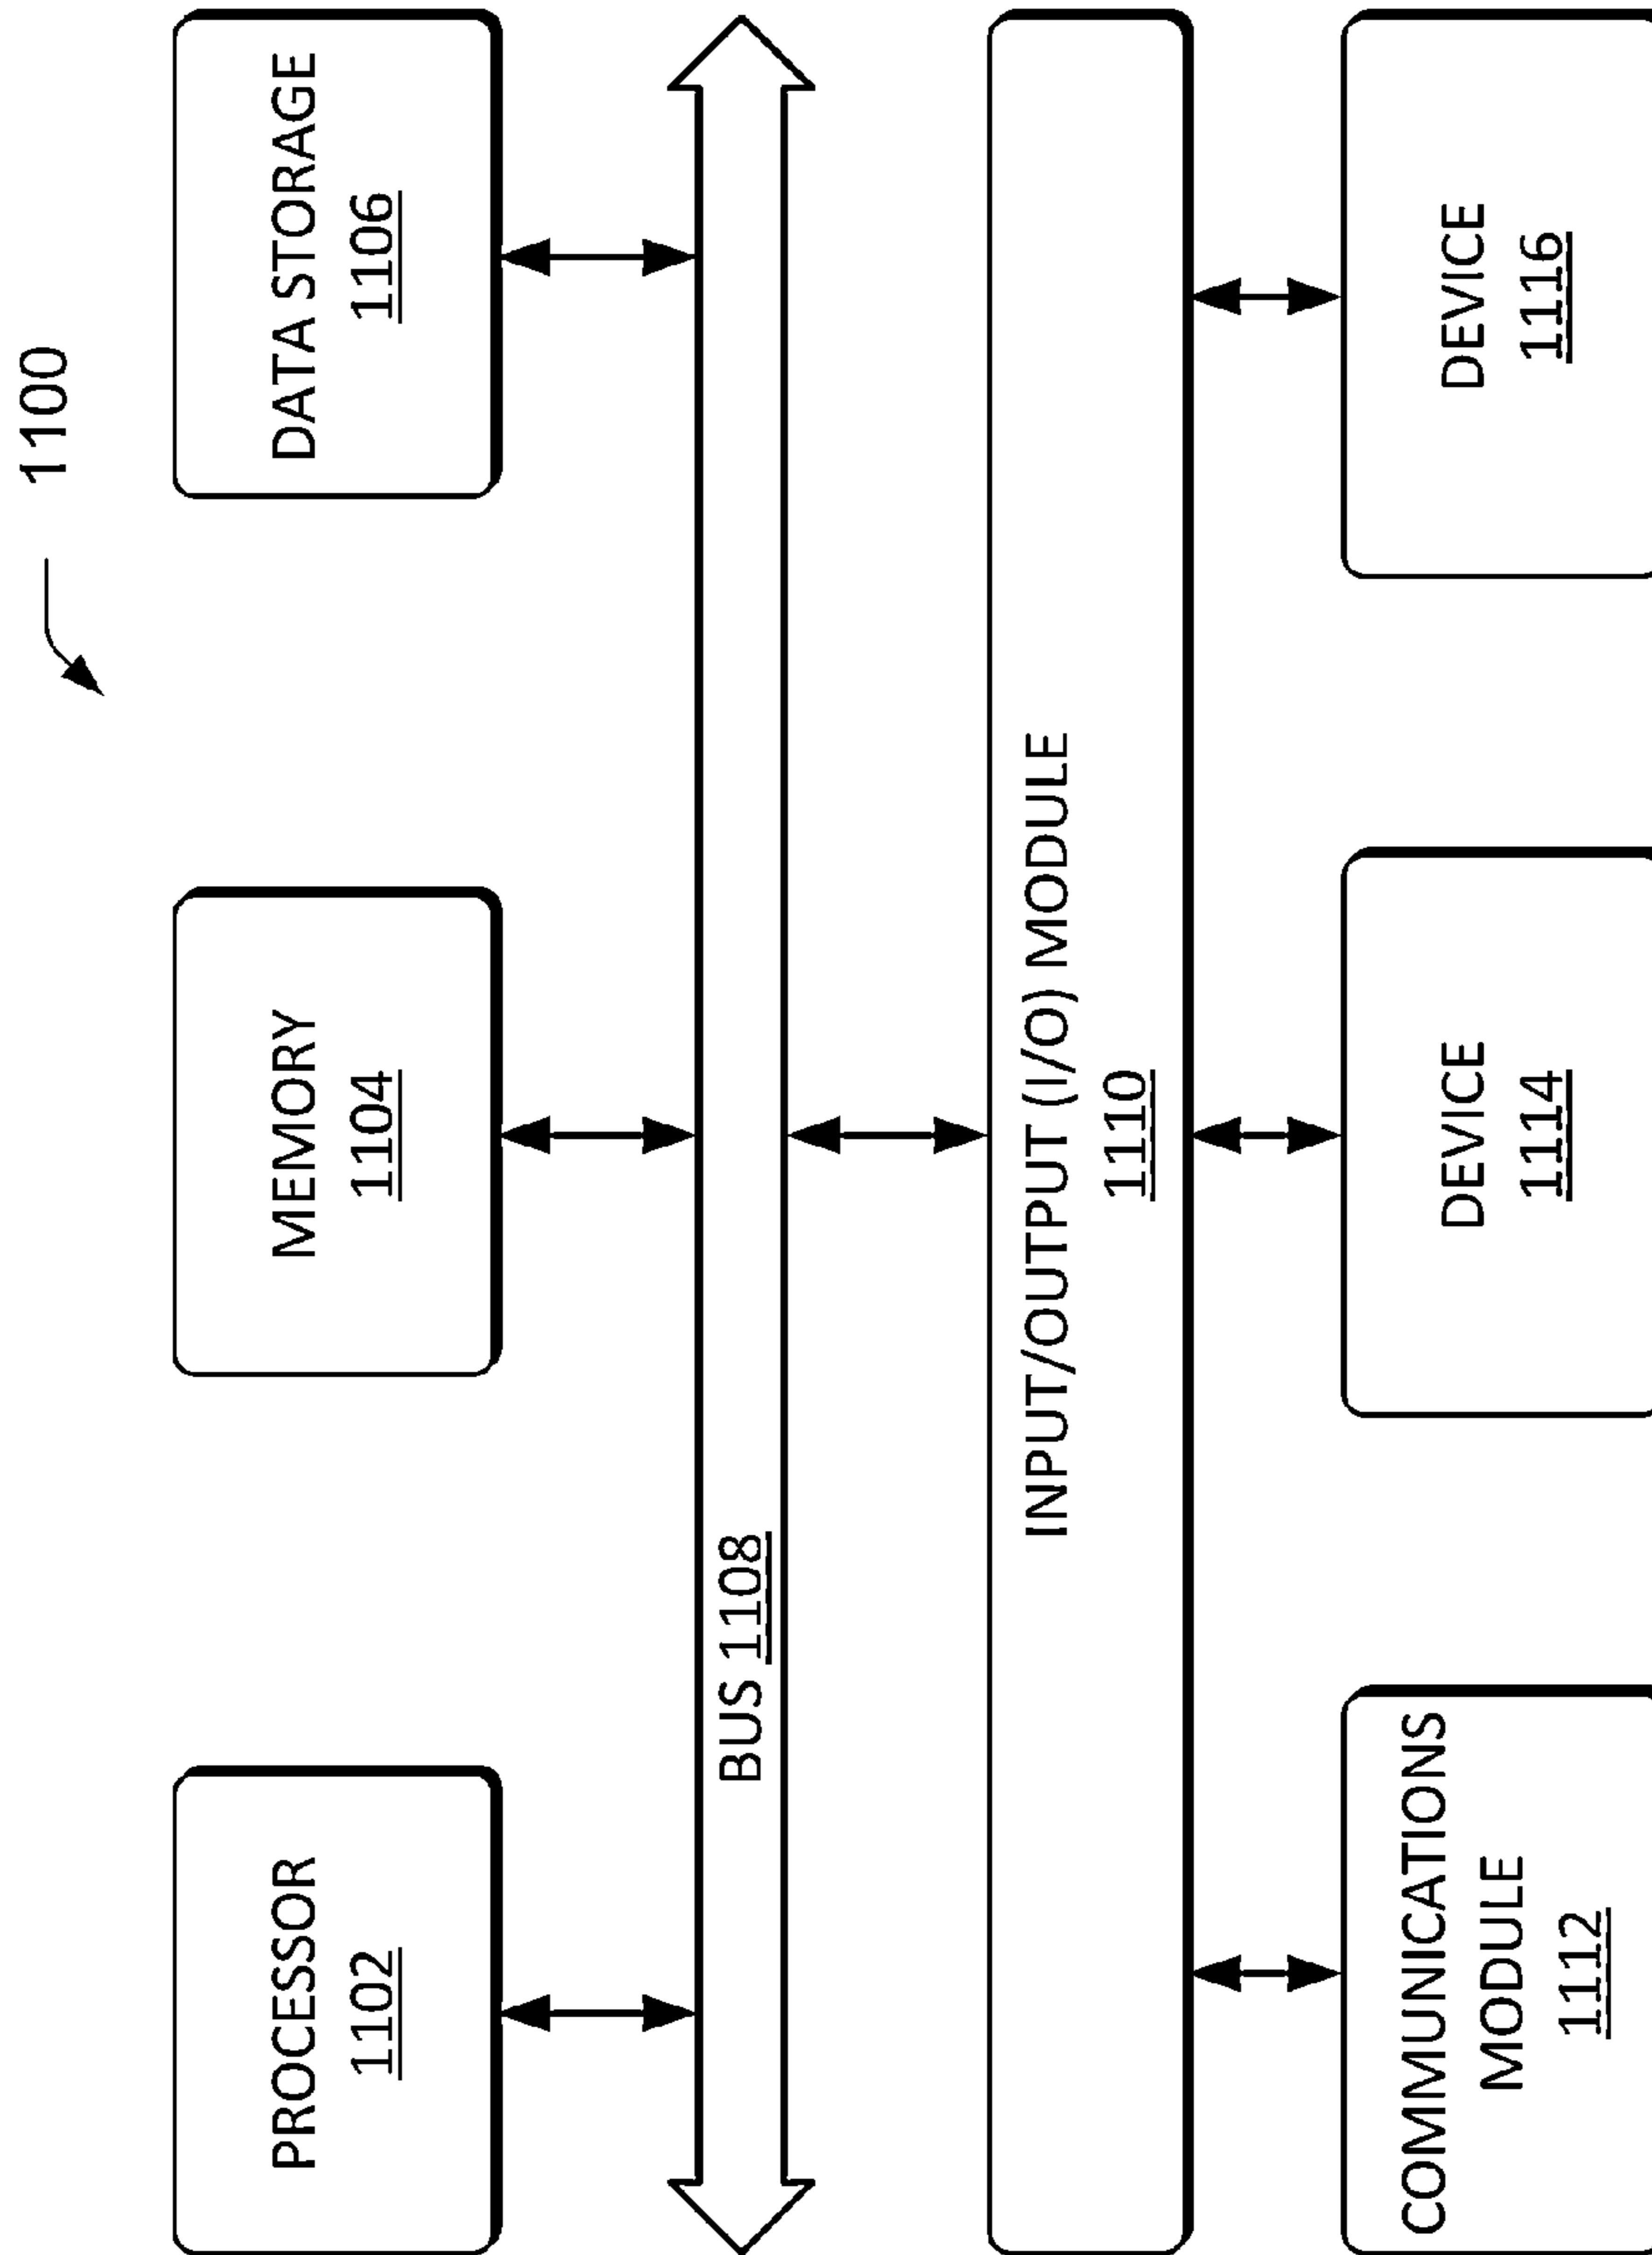 1100
PROCESSOR
1102
MEMORY
1104
DATA STORAGE
1106
BUS 1108
INPUT/OUTPUT (I/O) MODULE
1110
COMMUNICATIONS
MODULE
1112
DEVICE
1114
DEVICE
1116